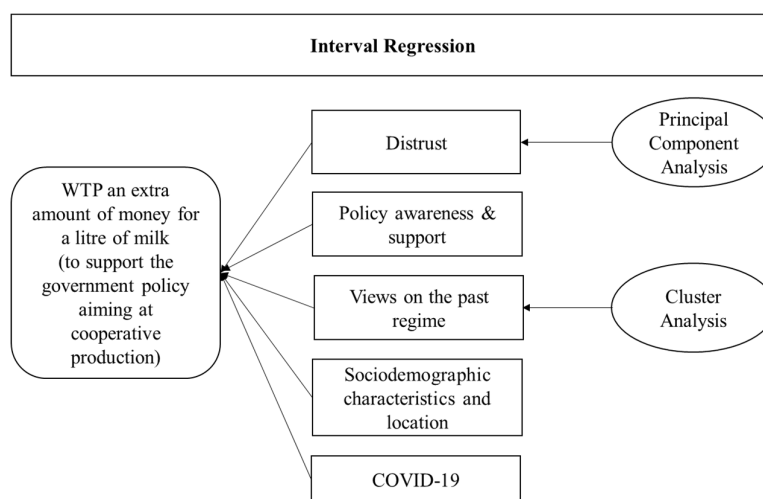 Interval Regression
WTP an extra
amount of money for
a litre of milk
(to support the
government policy
aiming at
cooperative
production)
Distrust
Policy awareness &
support
Views on the past
regime
Sociodemographic
characteristics and
location
COVID-19
Principal
Component
Analysis
Cluster
Analysis